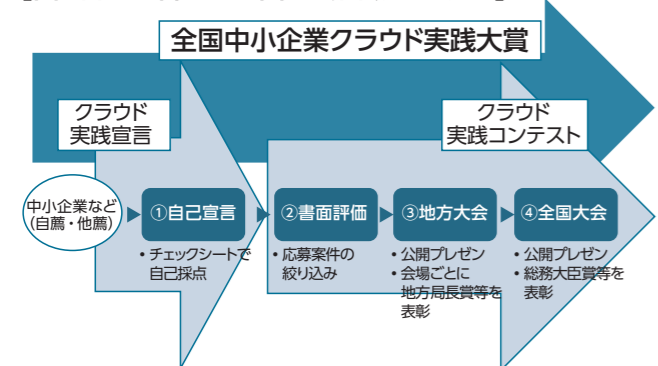 全国中小企業クラウド実践大賞
クラウド
実践宣言
クラウド
実践コンテスト
中小企業など
(自薦・他薦)
①自己宣言
②書面評価
③地方大会
④全国大会
・チェックシートで
自己採点
・応募案件の
絞り込み
・公開プレゼン
・会場ごとに
地方局長賞等を
表彰
・公開プレゼン
・総務大臣賞等を
表彰